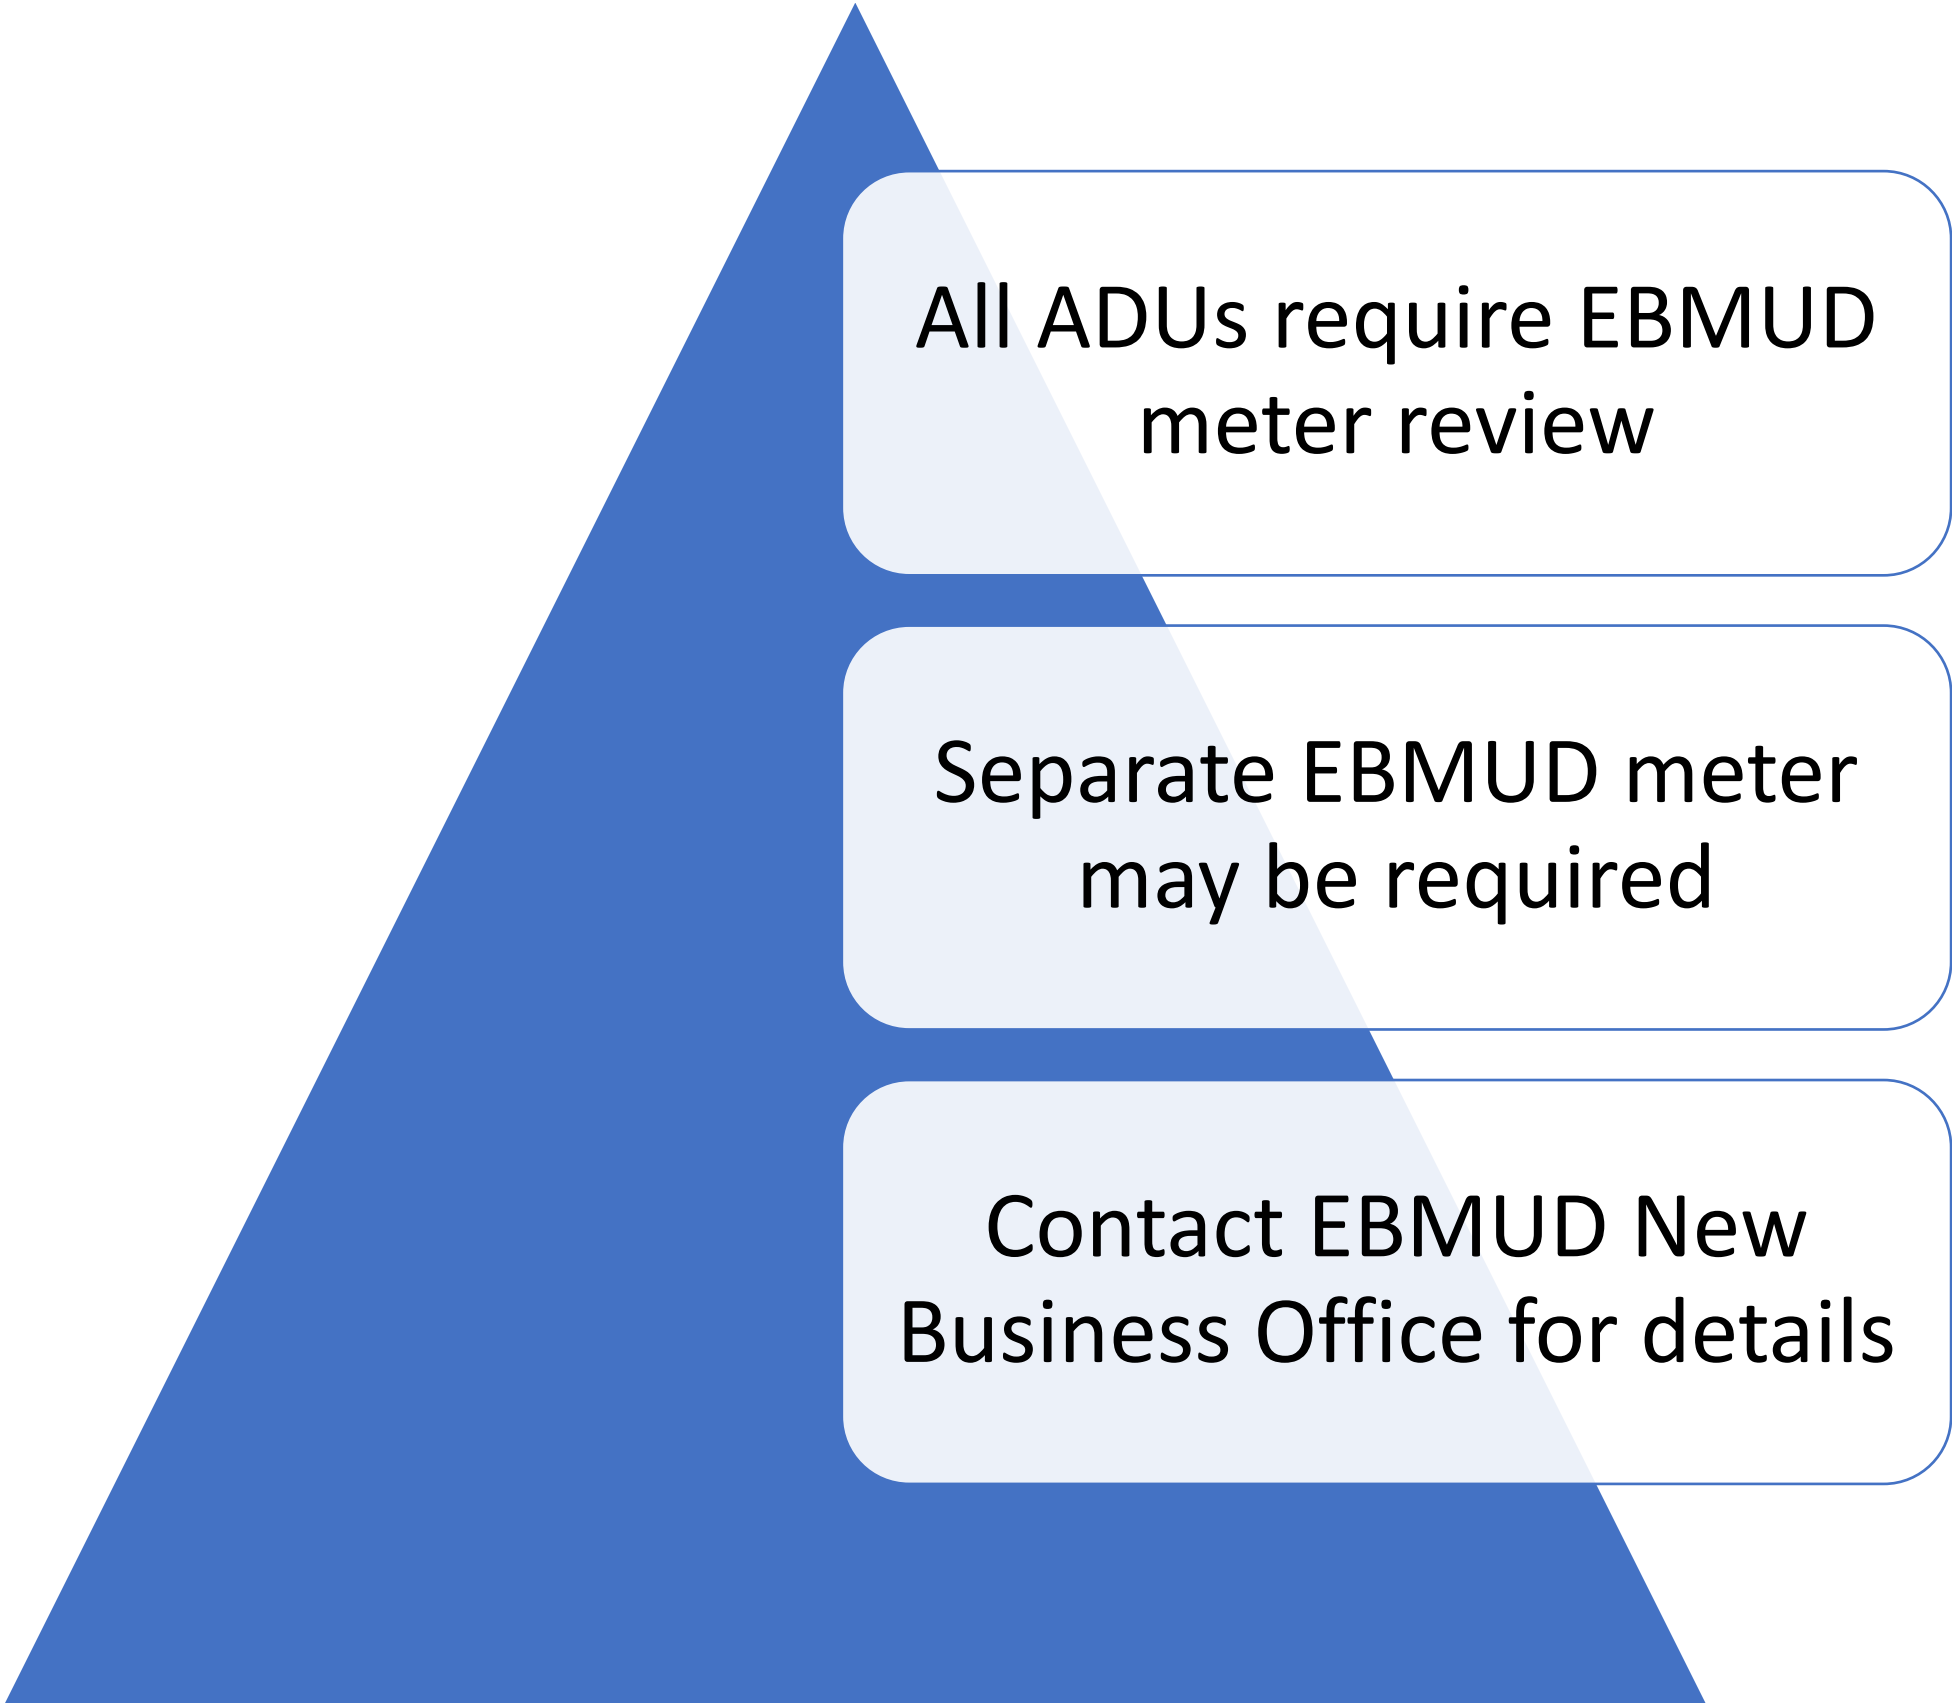 All ADUs require EBMUD
meter review
Separate EBMUD meter
may be required
Contact EBMUD New
Business Office for details